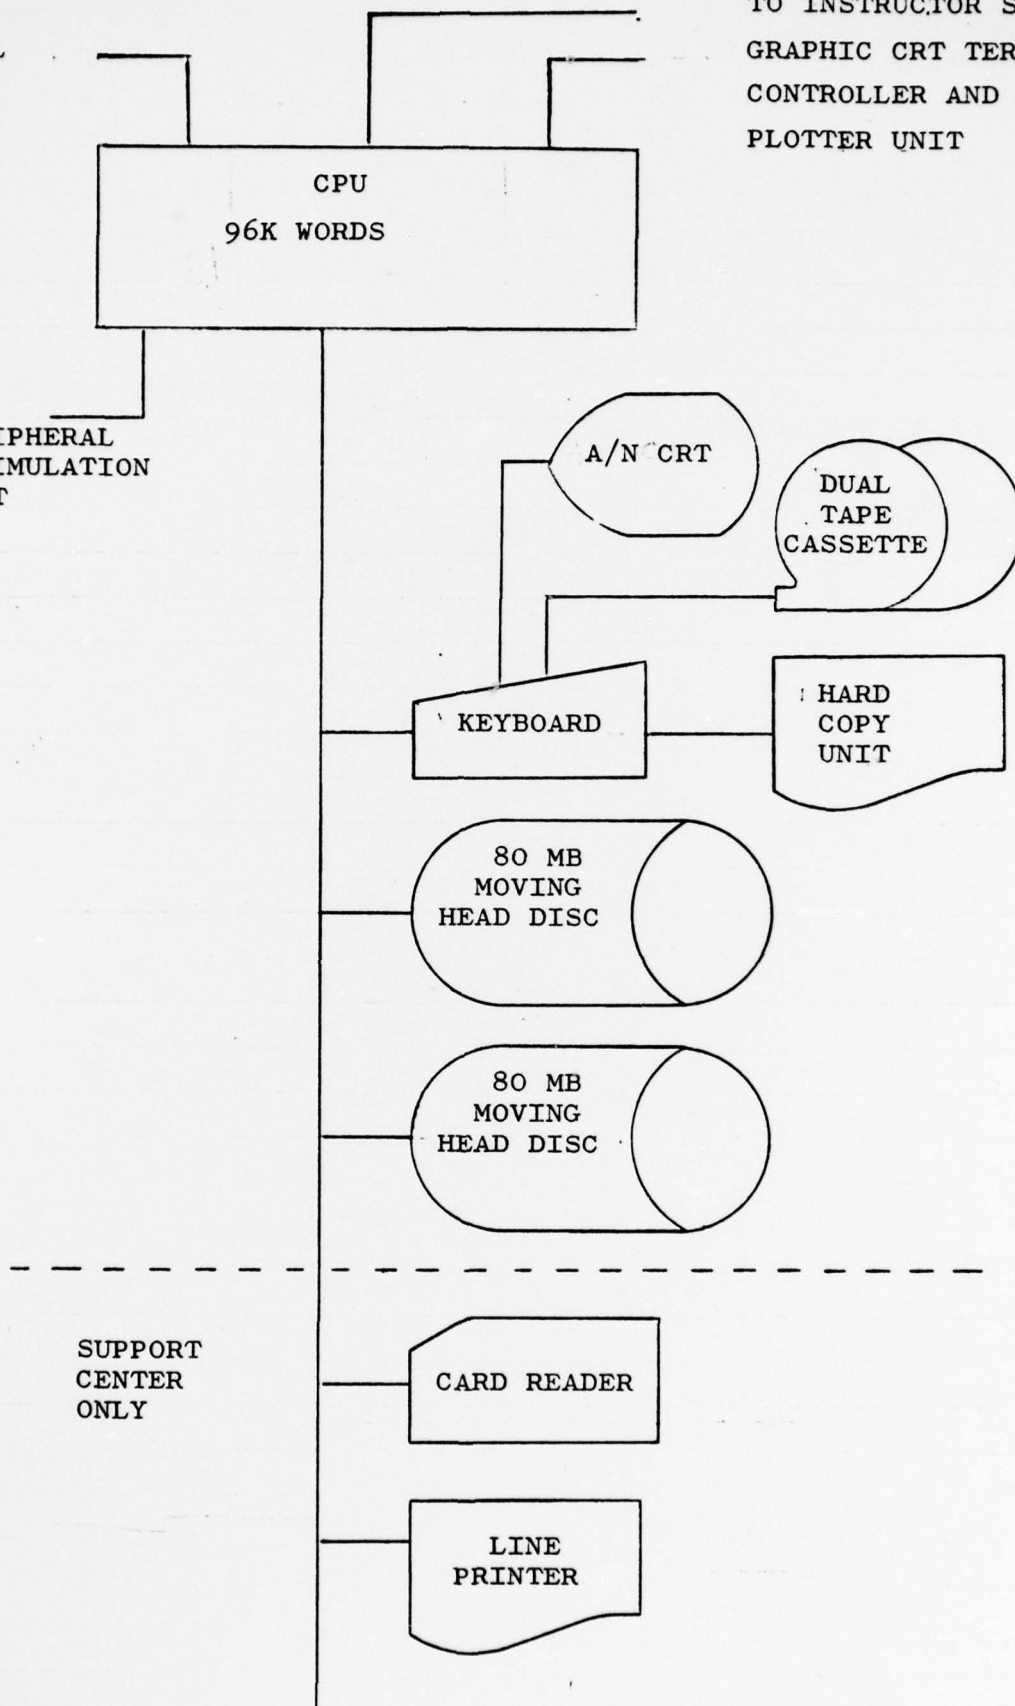 TO INSTRUCTOR S
GRAPHIC CRT TER
CONTROLLER AND
PLOTTER UNIT
CPU
96K WORDS
IPHERAL
IMULATION
T
A/N CRT
DUAL
TAPE
CASSETTE
KEYBOARD
HARD
COPY
UNIT
80 MB
MOVING
HEAD DISC
80 MB
MOVING
HEAD DISC
SUPPORT
CENTER
ONLY
CARD READER
LINE
PRINTER